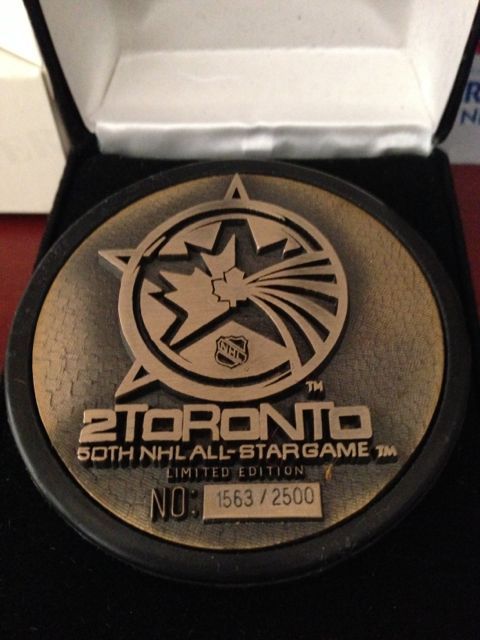 NHL
TM
2TORONTO
50TH NHL ALL-STAR GAME TM
LIMITED EDITION
NO: 1563 / 2500